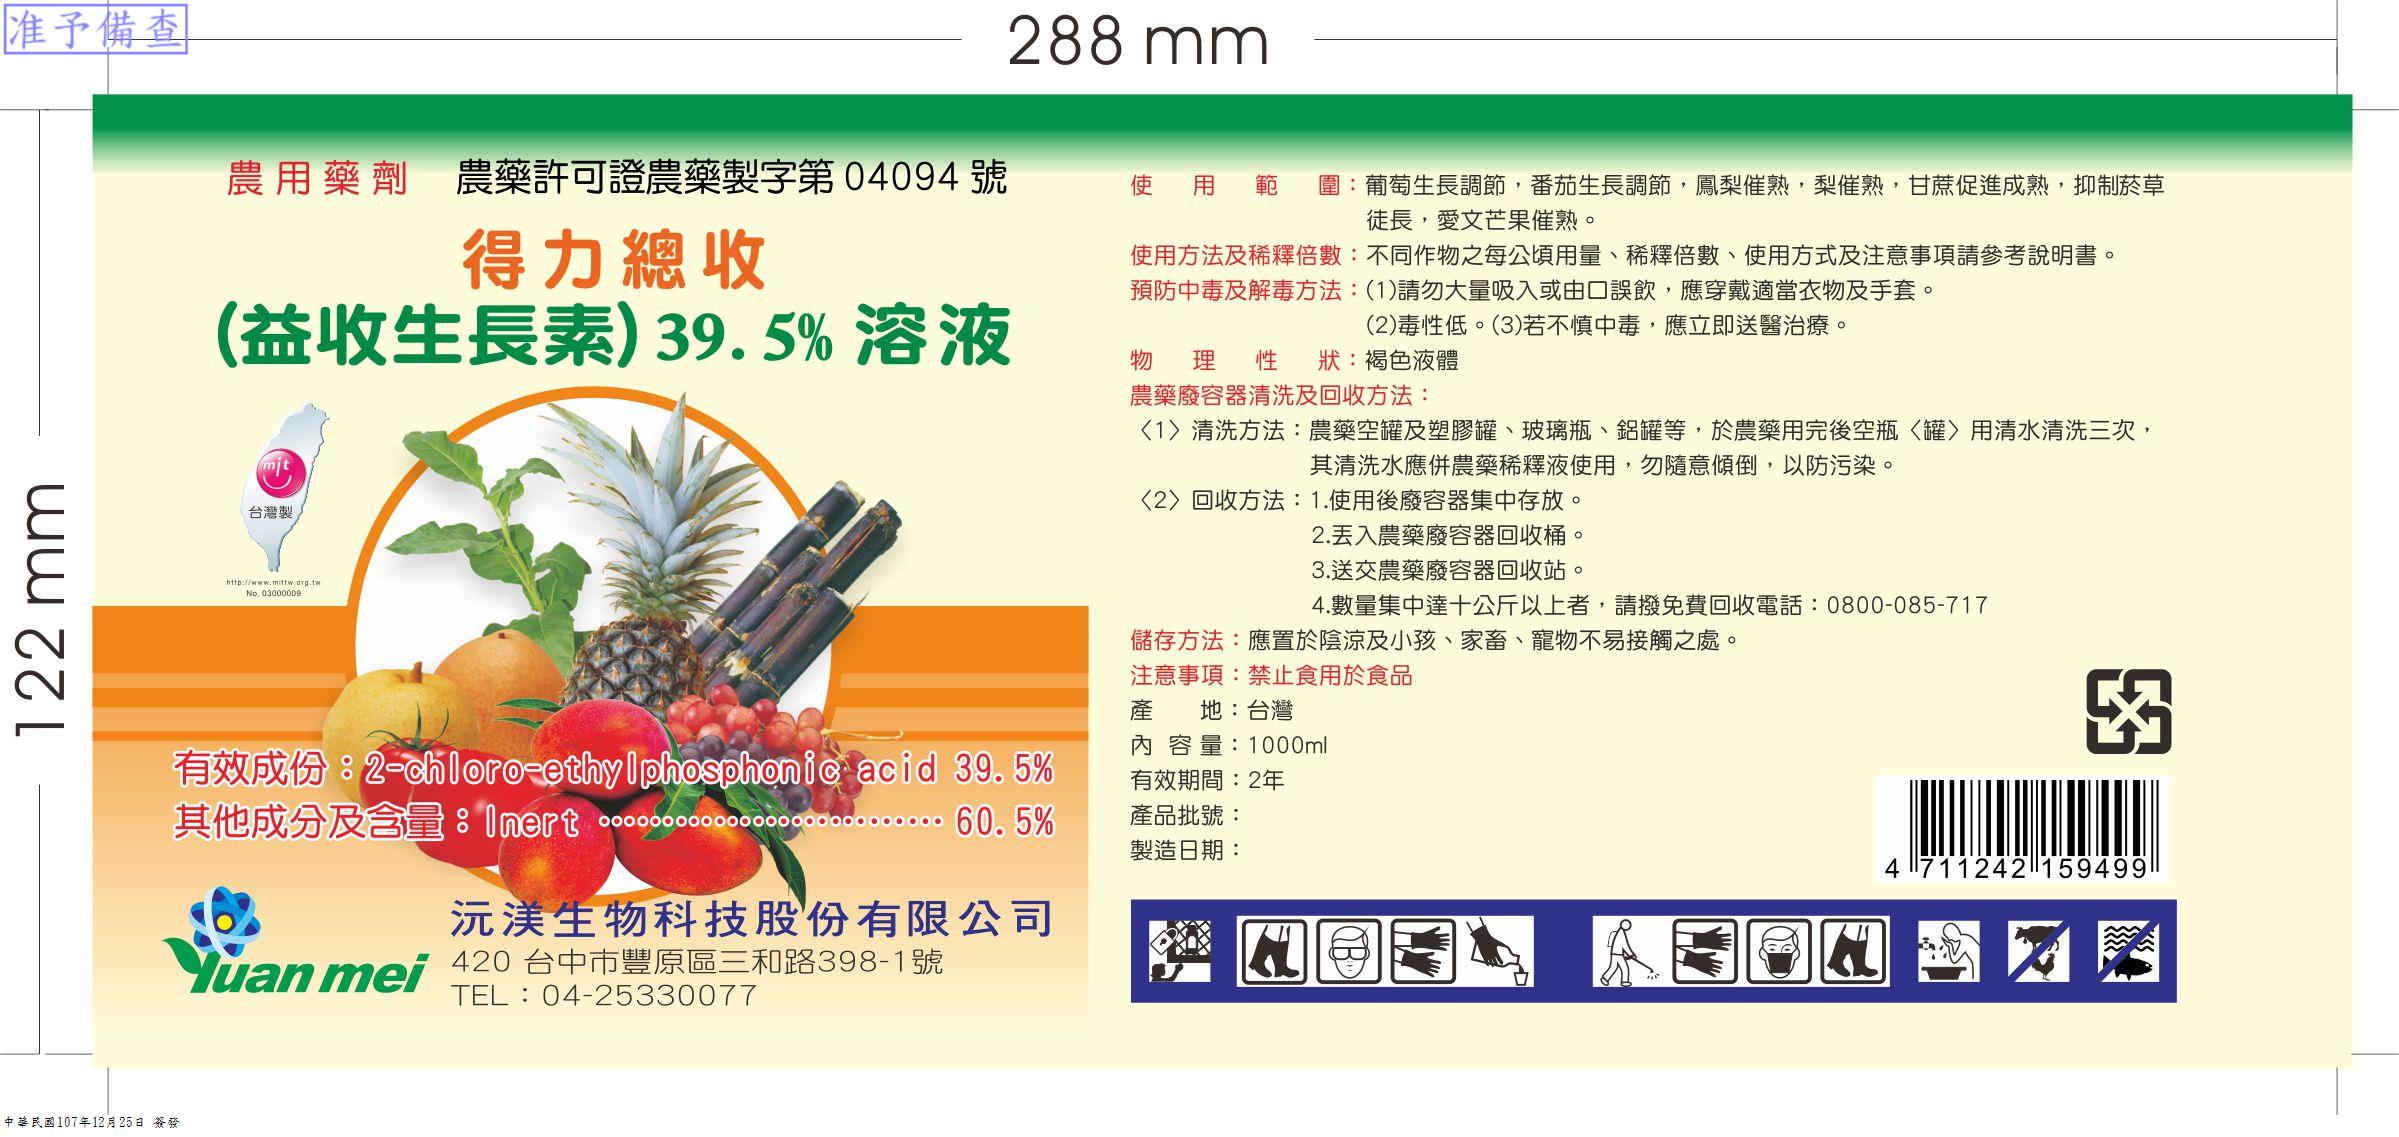 准予備查
288 mm
122 mm
農用藥劑 農藥許可證農藥製字第 04094 號
得力總收
(益收生長素) 39.5% 溶液
mit
台灣製
http://www.mittw.org.tw
No. 03000009
有效成份：2-chloro-ethylphosphonic acid 39.5%
其他成分及含量：Inert ………………………… 60.5%
Yuan mei
沅渼生物科技股份有限公司
420 台中市豐原區三和路398-1號
TEL：04-25330077
使用範圍：葡萄生長調節，番茄生長調節，鳳梨催熟，梨催熟，甘蔗促進成熟，抑制菸草
徒長，愛文芒果催熟。
使用方法及稀釋倍數：不同作物之每公頃用量、稀釋倍數、使用方式及注意事項請參考說明書。
預防中毒及解毒方法：(1)請勿大量吸入或由口誤飲，應穿戴適當衣物及手套。
(2)毒性低。(3)若不慎中毒，應立即送醫治療。
物理性狀：褐色液體
農藥廢容器清洗及回收方法：
〈1〉清洗方法：農藥空罐及塑膠罐、玻璃瓶、鋁罐等，於農藥用完後空瓶〈罐〉用清水清洗三次，
其清洗水應併農藥稀釋液使用，勿隨意傾倒，以防污染。
〈2〉回收方法：1.使用後廢容器集中存放。
2.丟入農藥廢容器回收桶。
3.送交農藥廢容器回收站。
4.數量集中達十公斤以上者，請撥免費回收電話：0800-085-717
儲存方法：應置於陰涼及小孩、家畜、寵物不易接觸之處。
注意事項：禁止食用於食品
產地：台灣
內容量：1000ml
有效期間：2年
產品批號：
製造日期：
4 711242 159499
中華民國107年12月25日 簽發